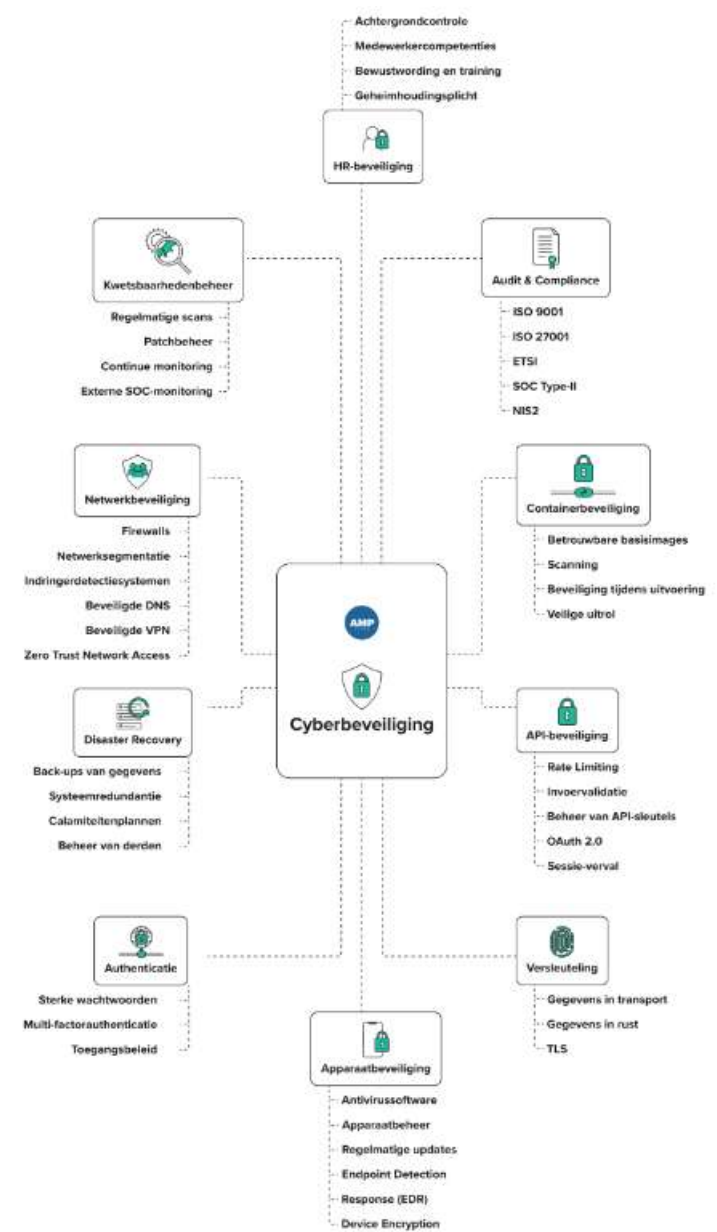 Achtergrondcontrole
Medewerkercompetenties
Bewustwording en training
Geheimhoudingsplicht
HR-beveiliging
Kwetsbaarhedenbeheer
Regelmatige scans
Patchbeheer
Continue monitoring
Externe SOC-monitoring
Audit & Compliance
ISO 9001
ISO 27001
ETSI
SOC Type-II
NIS2
Netwerkbeveiliging
Firewalls
Netwerksegmentatie
Indringerdetectiesystemen
Beveiligde DNS
Beveiligde VPN
Zero Trust Network Access
Containerbeveiliging
Betrouwbare basisimages
Scanning
Beveiliging tijdens uitvoering
Veilige uitrol
AMP
Cyberbeveiliging
Disaster Recovery
Back-ups van gegevens
Systeemredundantie
Calamiteitenplannen
Beheer van derden
API-beveiliging
Rate Limiting
Invoervalidatie
Beheer van API-sleutels
OAuth 2.0
Sessie-verval
Authenticatie
Sterke wachtwoorden
Multi-factorauthenticatie
Toegangsbeleid
Versleuteling
Gegevens in transport
Gegevens in rust
TLS
Apparaatbeveiliging
Antivirussoftware
Apparaatbeheer
Regelmatige updates
Endpoint Detection
Response (EDR)
Device Encryption